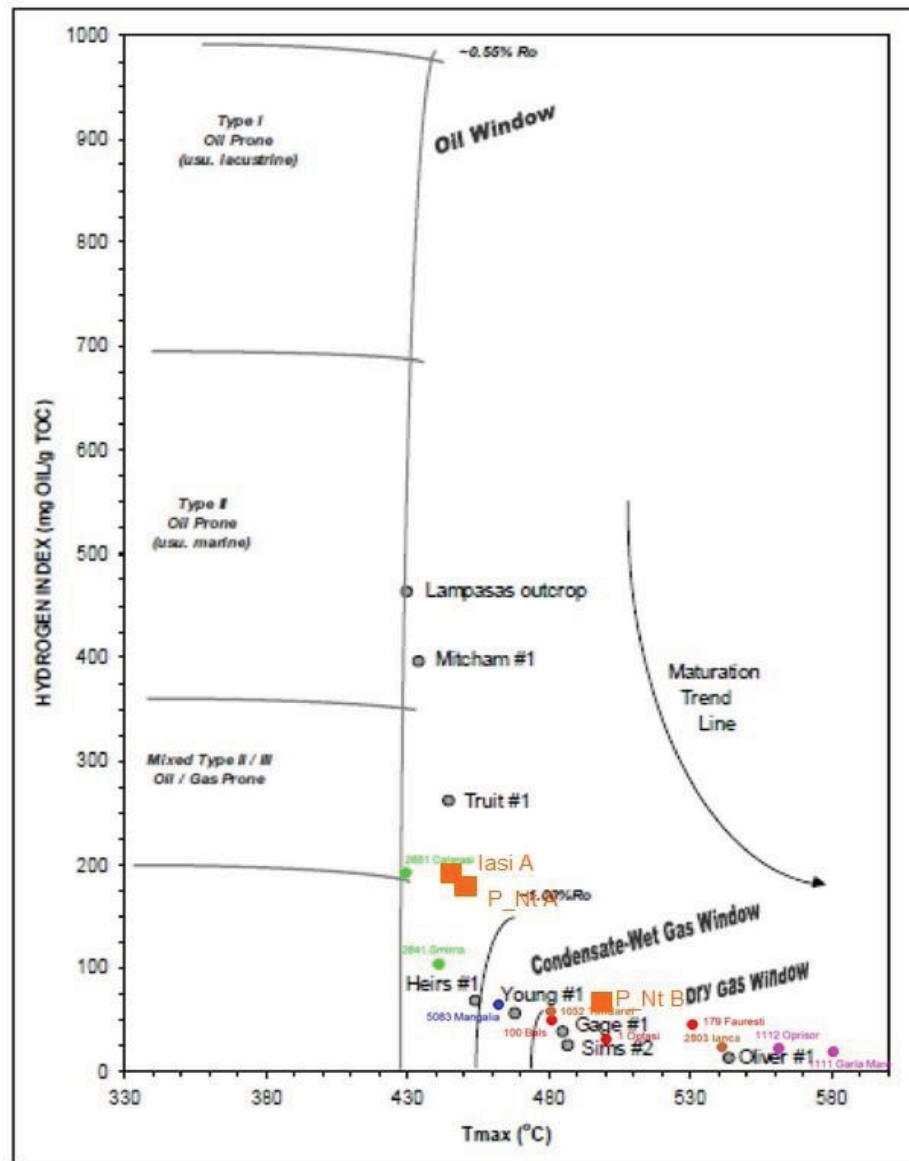 1000
~0.55% Ro
Oil Window
Type I
Oil Prone
(usu. lacustrine)
900
800
700
600
Type II
Oil Prone
(usu. marine)
500
Lampasas outcrop
400
Mitcham #1
Maturation
Trend
Line
Mixed Type II / III
Oil / Gas Prone
300
Truit #1
200
Iasi A
P_Nt A
Condensate-Wet Gas Window
100
Heirs #1
Young #1
P_Nt B
Dry Gas Window
5083 Mangalia
100 Bals
Gage #1
1 Optasi
Sims #2
179 Fauresti
2803 Ianca
1112 Oprisor
Oliver #1
1111 Garla Mare
0
330
380
430
480
530
580
HYDROGEN INDEX (mg OIL/g TOC)
Tmax (°C)